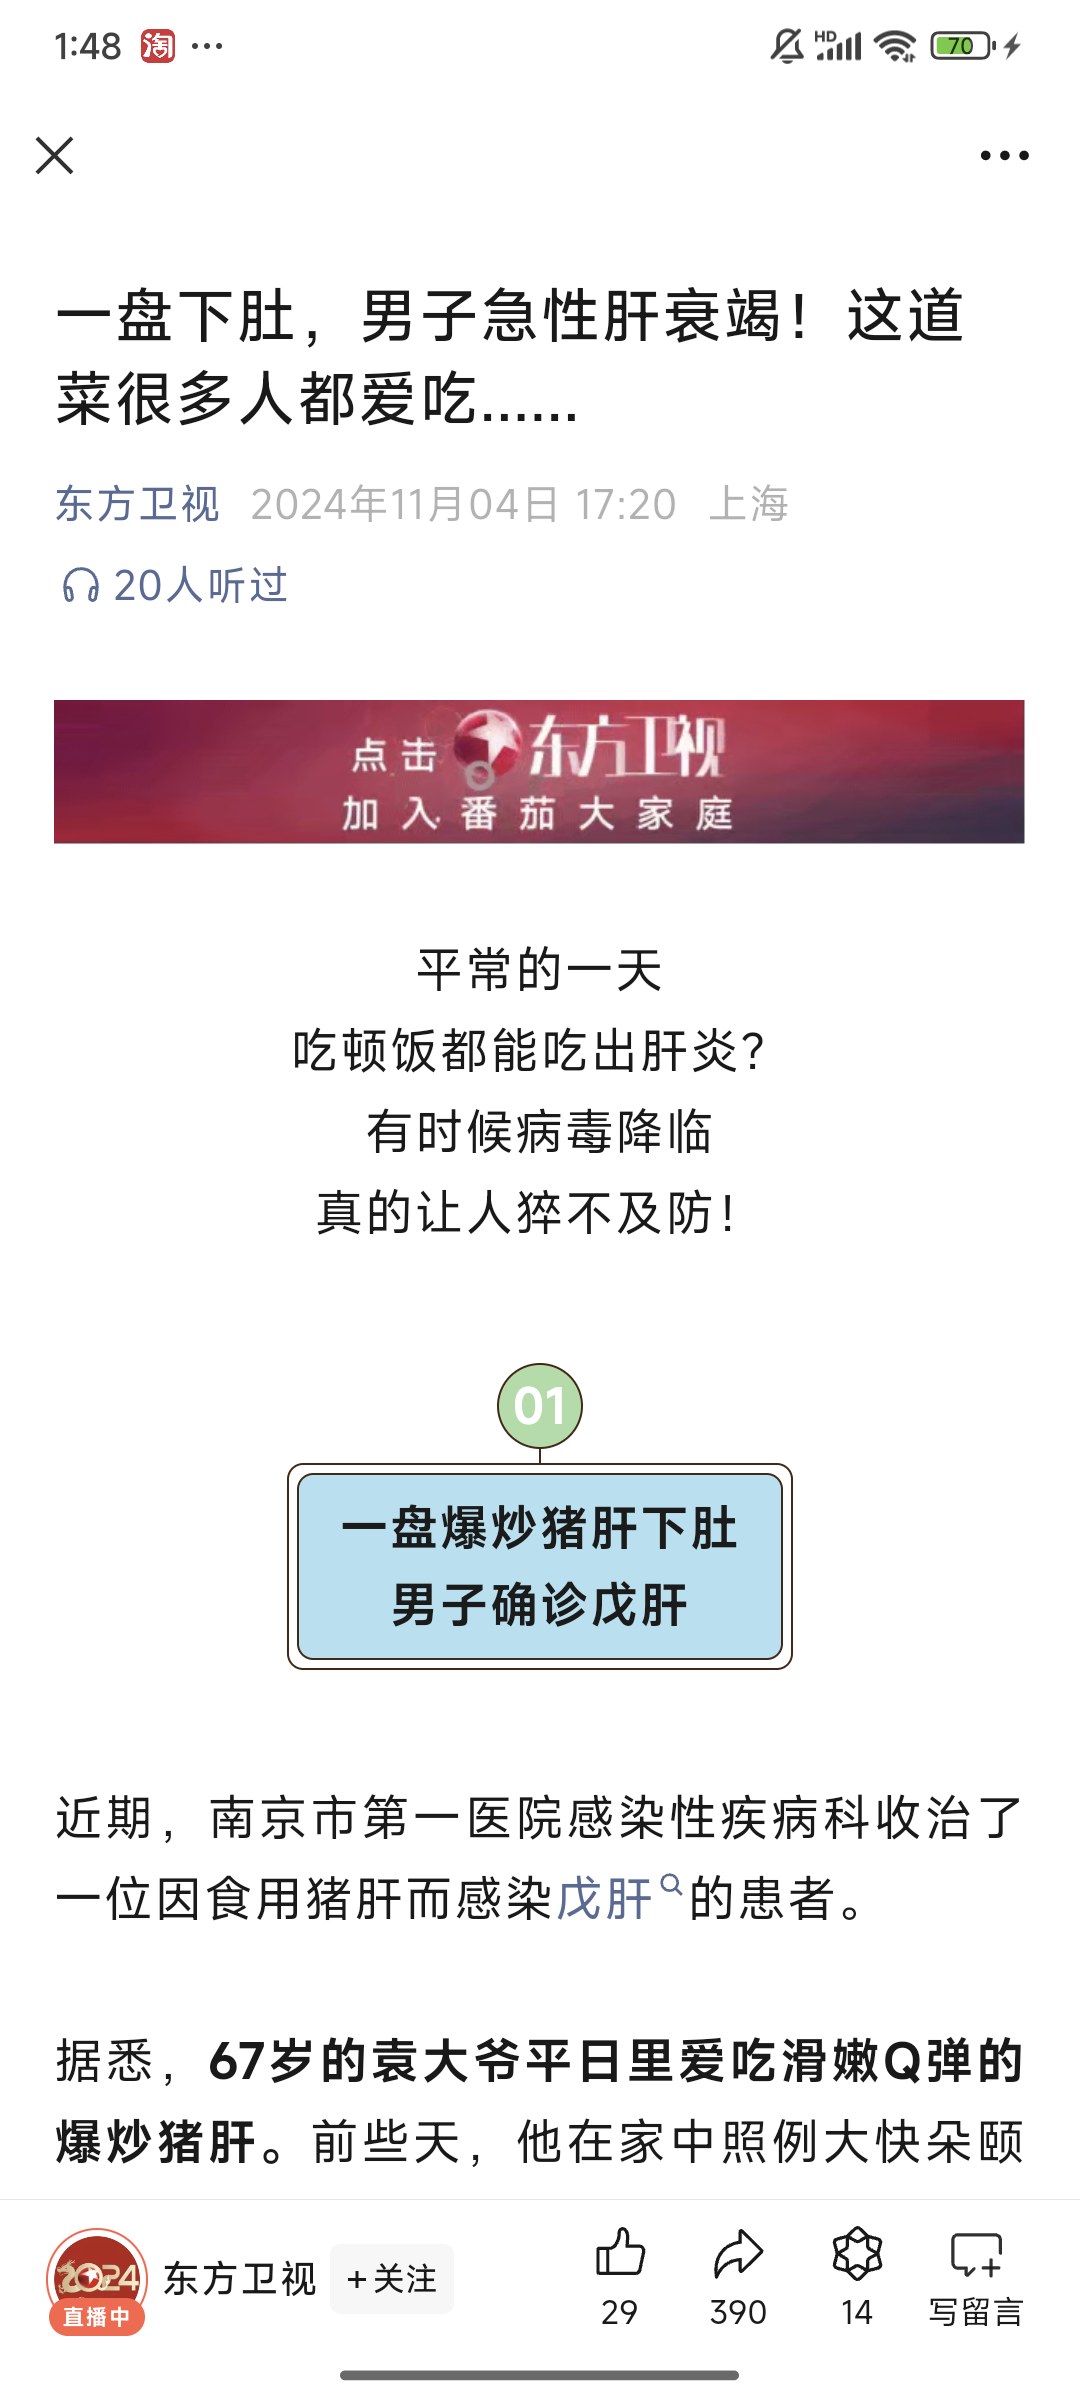 1:48 淘 ...
HD 70
一盘下肚，男子急性肝衰竭！这道
菜很多人都爱吃......
东方卫视 2024年11月04日 17:20 上海
20人听过
点击 东方卫视
加入番茄大家庭
平常的一天
吃顿饭都能吃出肝炎？
有时候病毒降临
真的让人猝不及防！
01
一盘爆炒猪肝下肚
男子确诊戊肝
近期，南京市第一医院感染性疾病科收治了
一位因食用猪肝而感染戊肝的患者。
据悉，67岁的袁大爷平日里爱吃滑嫩Q弹的
爆炒猪肝。前些天，他在家中照例大快朵颐
2024
直播中
东方卫视 +关注
29 390 14 写留言